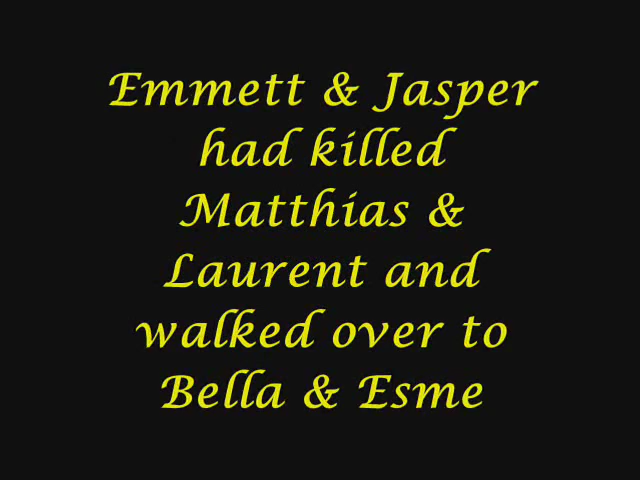 Emmett & Jasper
had killed
Matthias &
Laurent and
walked over to
Bella & Esme